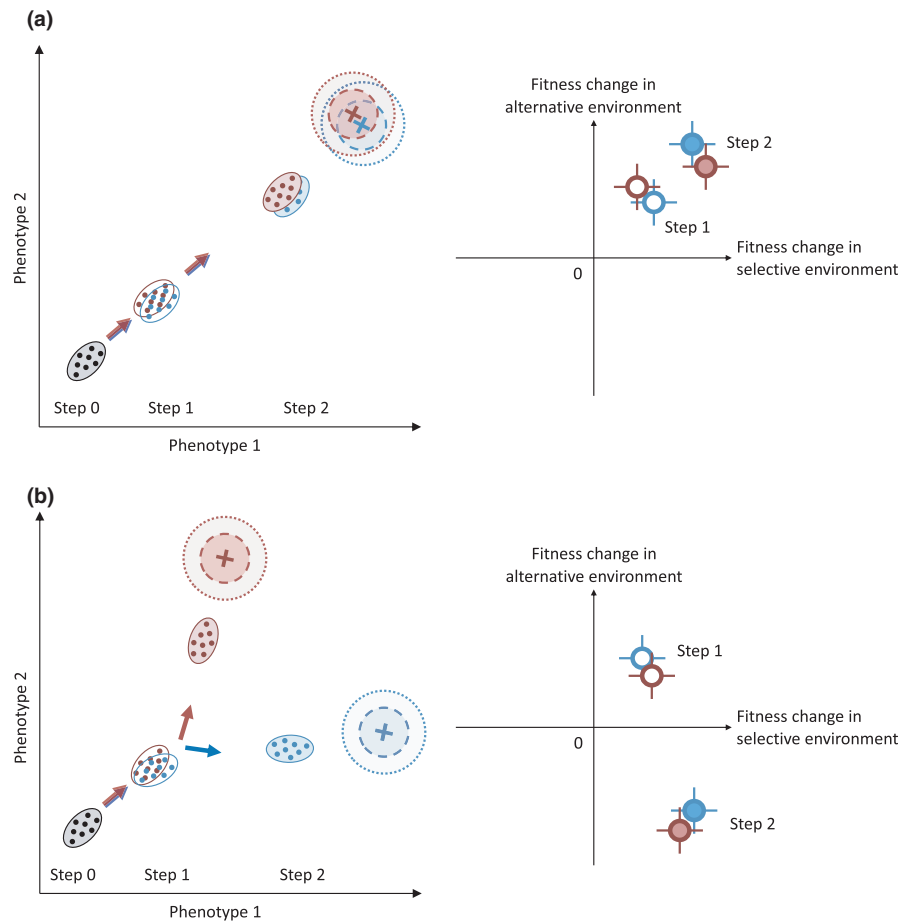 (a)
Phenotype 2
Step 0
Step 1
Step 2
Phenotype 1
Fitness change in
alternative environment
Step 2
Step 1
0
Fitness change in
selective environment
(b)
Phenotype 2
Step 0
Step 1
Step 2
Phenotype 1
Fitness change in
alternative environment
Step 1
0
Fitness change in
selective environment
Step 2